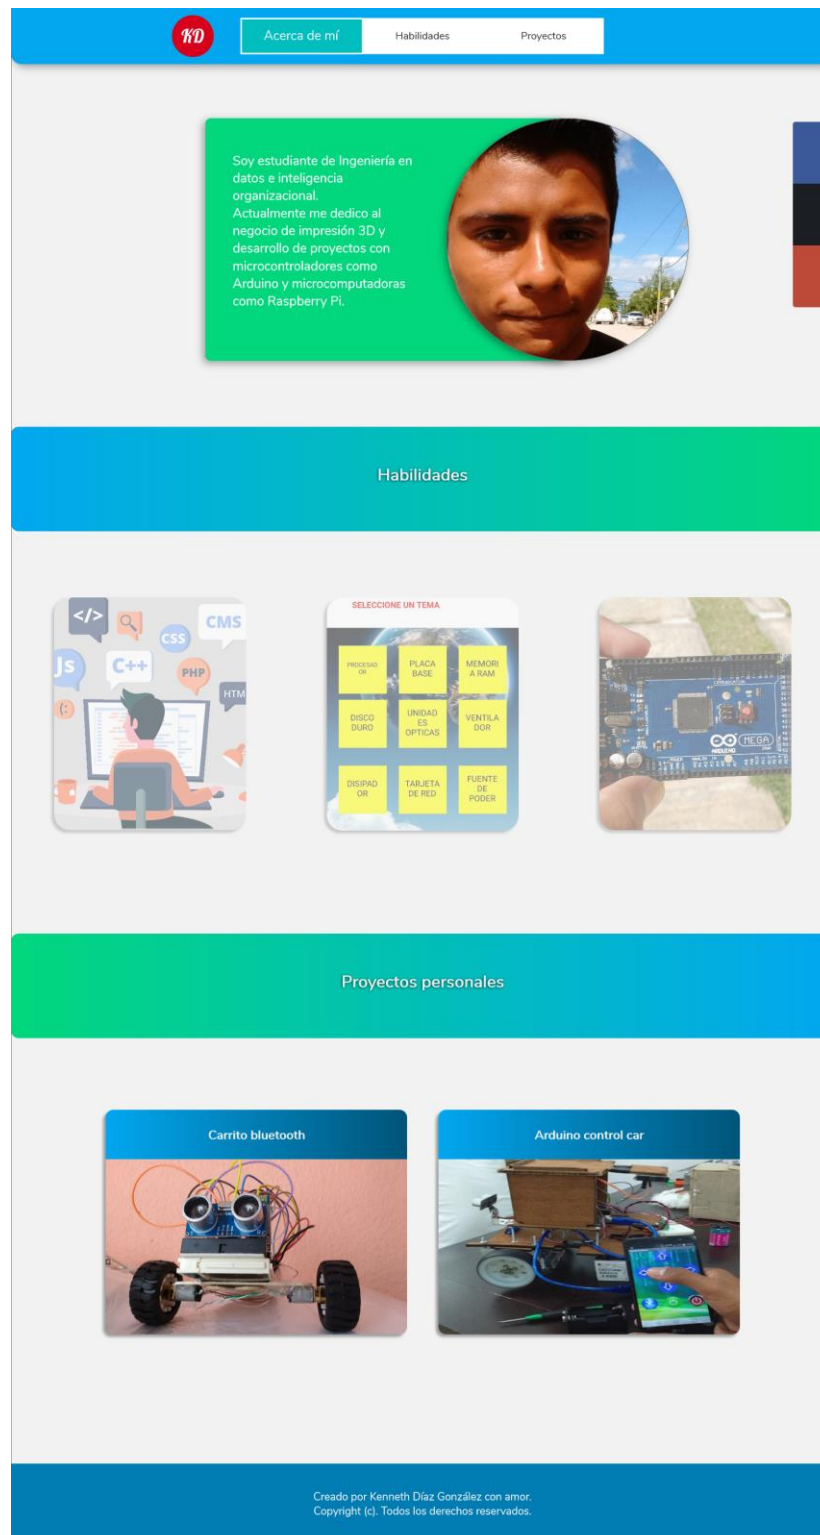 KD
Acerca de mí
Habilidades
Proyectos
Soy estudiante de Ingeniería en
datos e inteligencia
organizacional.
Actualmente me dedico al
negocio de impresión 3D y
desarrollo de proyectos con
microcontroladores como
Arduino y microcomputadoras
como Raspberry Pi.
Habilidades
</>
CMS
CSS
Js
C++
PHP
HTM
{;
SELECCIONE UN TEMA
PROCESAD
OR
PLACA
BASE
MEMORI
A RAM
DISCO
DURO
UNIDAD
ES
OPTICAS
VENTILA
DOR
DISIPAD
OR
TARJETA
DE RED
FUENTE
DE
PODER
MEGA
ARDUINO
Proyectos personales
Carrito bluetooth
Arduino control car
Creado por Kenneth Díaz González con amor.
Copyright (c). Todos los derechos reservados.